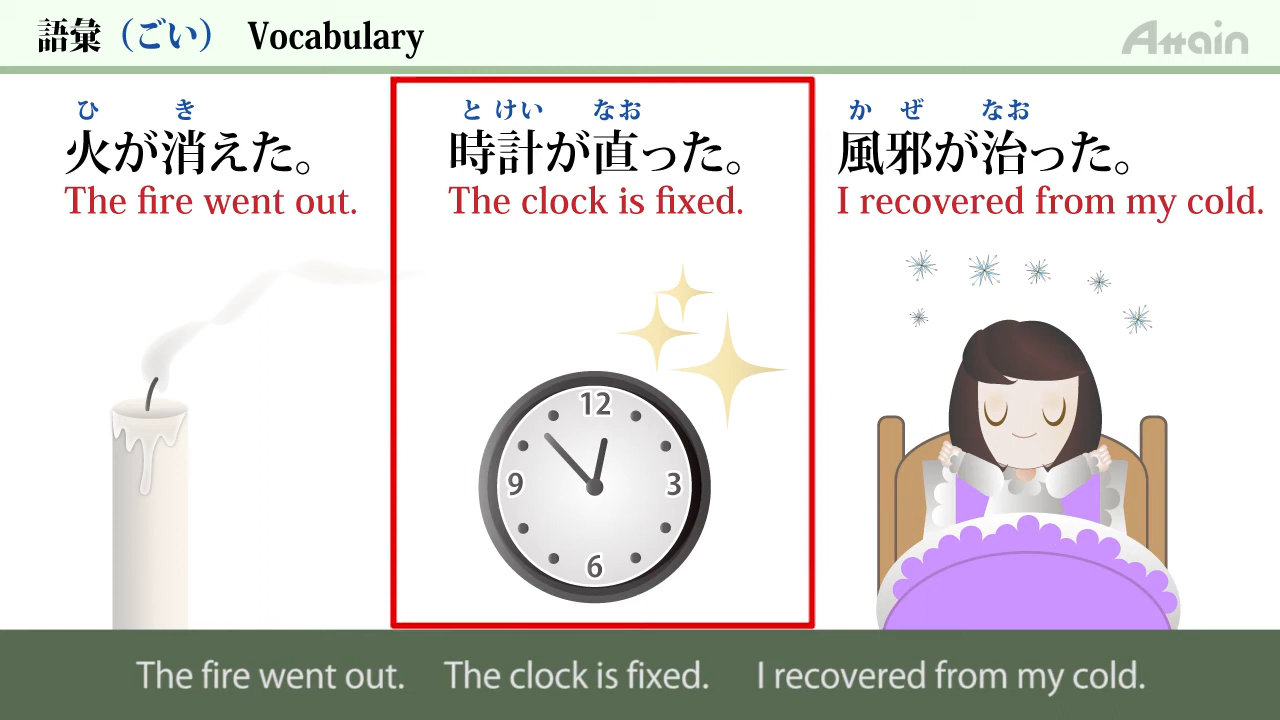 語彙（ごい） Vocabulary
Attain
ひ き
火が消えた。
The fire went out.
とけい なお
時計が直った。
The clock is fixed.
かぜ なお
風邪が治った。
I recovered from my cold.
12
9 3
6
The fire went out. The clock is fixed. I recovered from my cold.